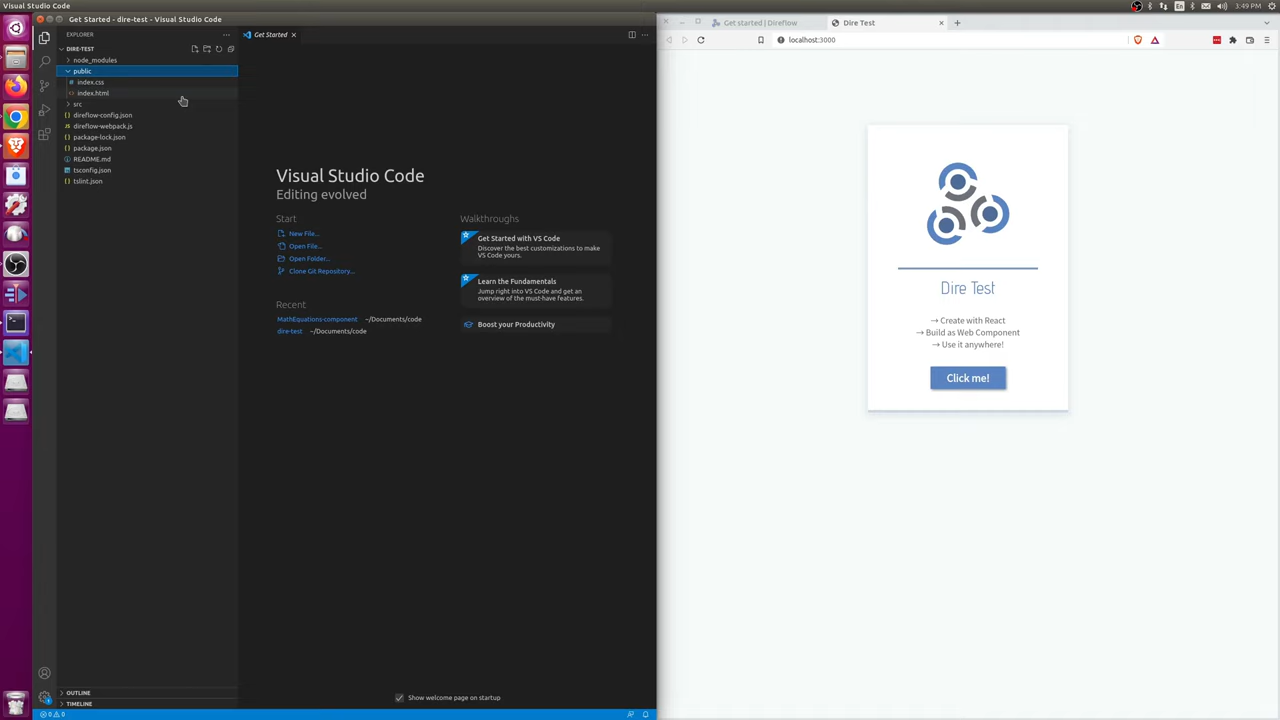 Visual Studio Code
3:49 PM
Get Started - dire-test - Visual Studio Code
EXPLORER
DIRE-TEST
node_modules
public
index.css
index.html
src
direflow-config.json
direflow-webpack.js
package-lock.json
package.json
README.md
tsconfig.json
tslint.json
OUTLINE
TIMELINE
Get Started
Visual Studio Code
Editing evolved
Start
New File...
Open File...
Open Folder...
Clone Git Repository...
Recent
MathEquations-component ~/Documents/code
dire-test ~/Documents/code
Walkthroughs
Get Started with VS Code
Discover the best customizations to make
VS Code yours.
Learn the Fundamentals
Jump right into VS Code and get an
overview of the must-have features.
Boost your Productivity
Show welcome page on startup
0 0
Get started | Direflow
Dire Test
localhost:3000
Dire Test
→ Create with React
→ Build as Web Component
→ Use it anywhere!
Click me!